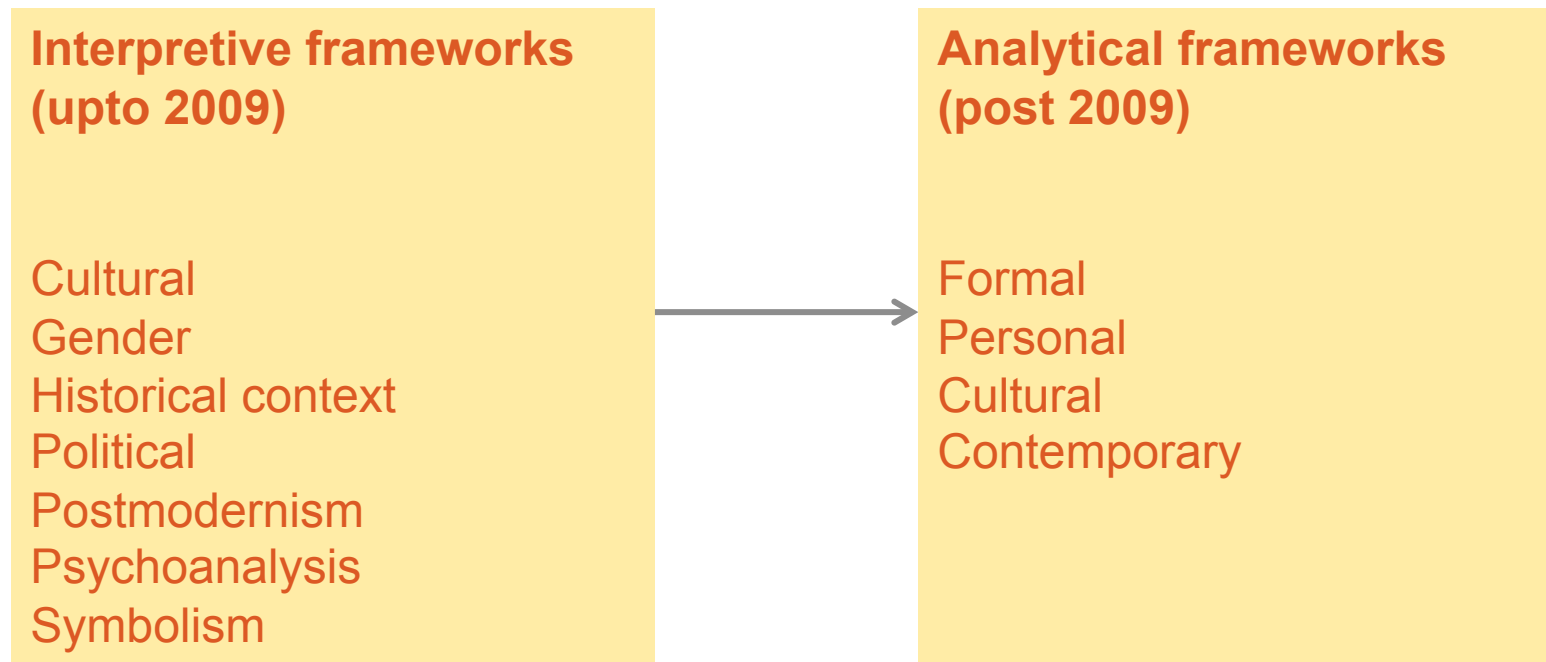 Interpretive frameworks
(upto 2009)
Cultural
Gender
Historical context
Political
Postmodernism
Psychoanalysis
Symbolism
Analytical frameworks
(post 2009)
Formal
Personal
Cultural
Contemporary